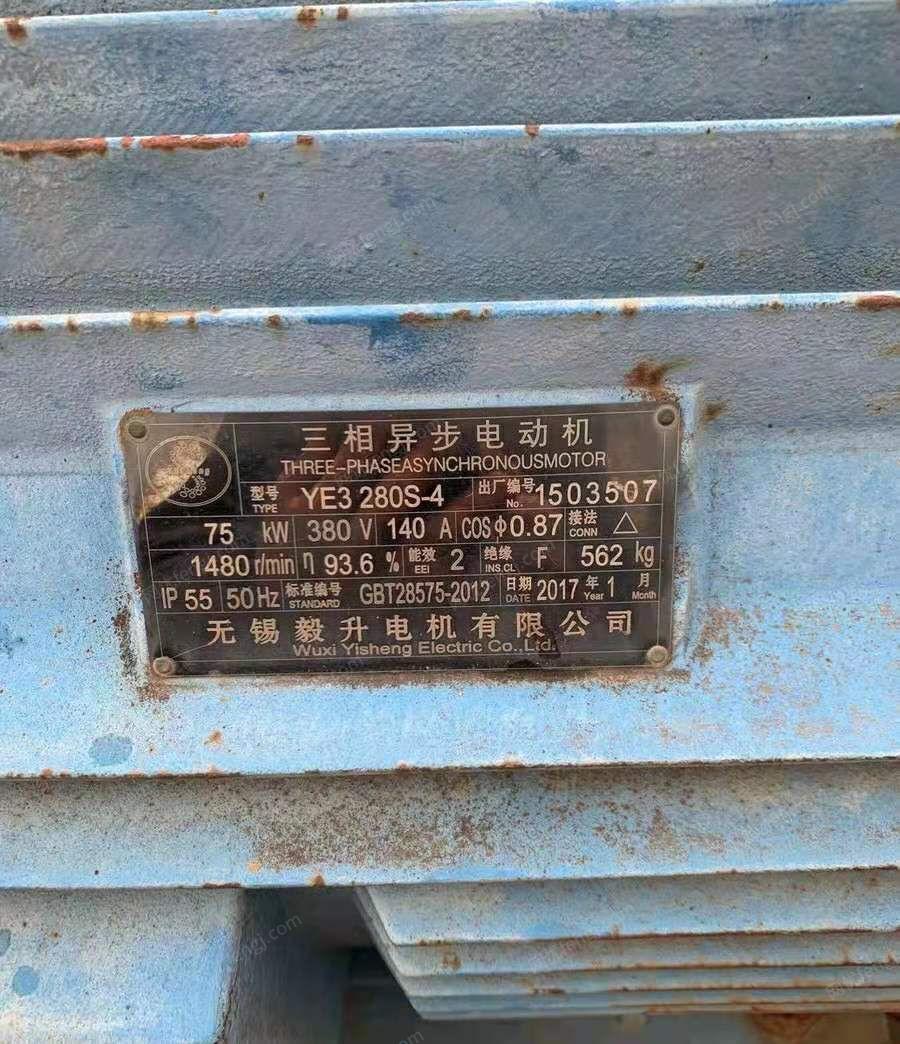 三相异步电动机
THREE-PHASEASYNCHRONOUSMOTOR
型号 TYPE YE3 280S-4 出厂编号 No. 1503507
75 kW 380 V 140 A COSΦ0.87 接法 CONN △
1480 r/min η 93.6 % 能效 EEI 2 绝缘 INS.CL F 562 kg
IP 55 50 Hz 标准编号 STANDARD GBT28575-2012 日期 DATE 2017 年 Year 1 月 Month
无锡毅升电机有限公司
Wuxi Yisheng Electric Co.,Ltd.